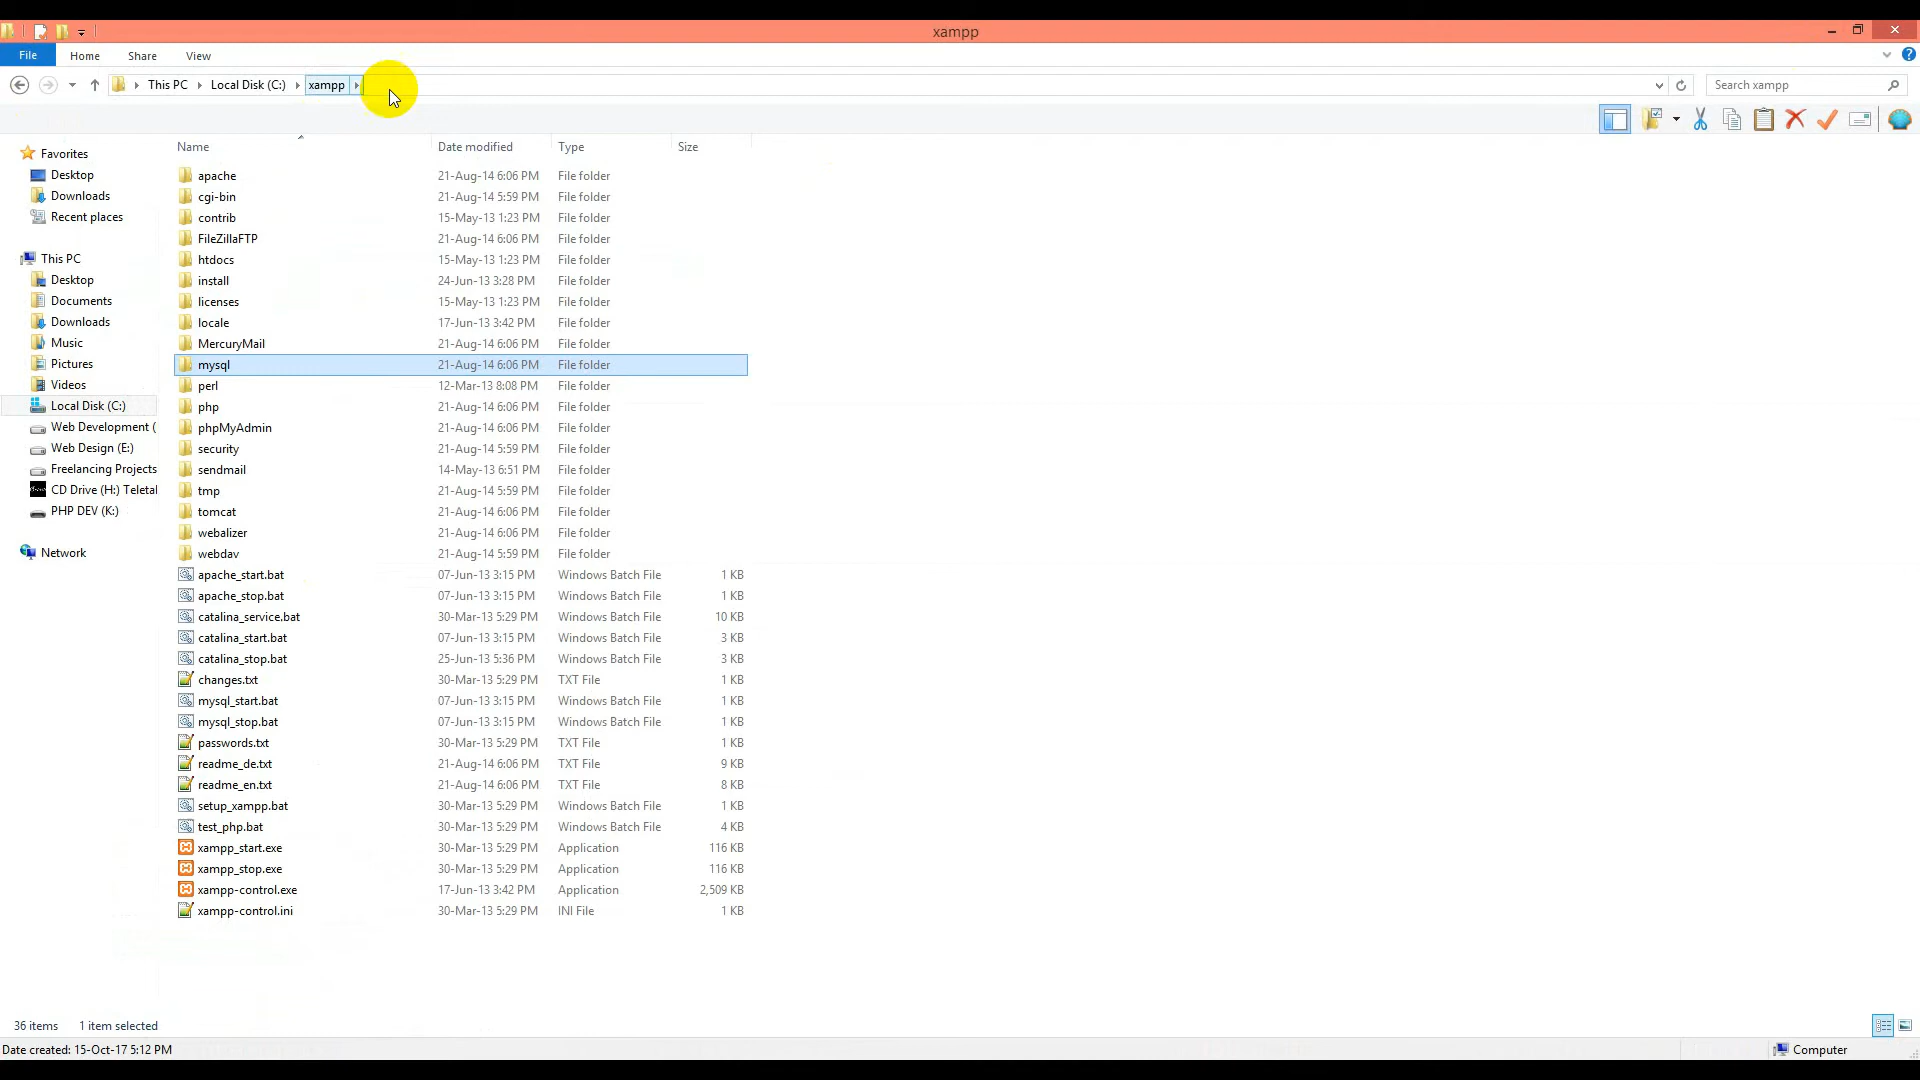 xampp
File Home Share View
This PC Local Disk (C:) xampp Search xampp
Name Date modified Type Size
Favorites
Desktop
Downloads
Recent places
This PC
Desktop
Documents
Downloads
Music
Pictures
Videos
Local Disk (C:)
Web Development (
Web Design (E:)
Freelancing Projects
CD Drive (H:) Teletal
PHP DEV (K:)
Network
apache 21-Aug-14 6:06 PM File folder
cgi-bin 21-Aug-14 5:59 PM File folder
contrib 15-May-13 1:23 PM File folder
FileZillaFTP 21-Aug-14 6:06 PM File folder
htdocs 15-May-13 1:23 PM File folder
install 24-Jun-13 3:28 PM File folder
licenses 15-May-13 1:23 PM File folder
locale 17-Jun-13 3:42 PM File folder
MercuryMail 21-Aug-14 6:06 PM File folder
mysql 21-Aug-14 6:06 PM File folder
perl 12-Mar-13 8:08 PM File folder
php 21-Aug-14 6:06 PM File folder
phpMyAdmin 21-Aug-14 6:06 PM File folder
security 21-Aug-14 5:59 PM File folder
sendmail 14-May-13 6:51 PM File folder
tmp 21-Aug-14 5:59 PM File folder
tomcat 21-Aug-14 6:06 PM File folder
webalizer 21-Aug-14 6:06 PM File folder
webdav 21-Aug-14 5:59 PM File folder
apache_start.bat 07-Jun-13 3:15 PM Windows Batch File 1 KB
apache_stop.bat 07-Jun-13 3:15 PM Windows Batch File 1 KB
catalina_service.bat 30-Mar-13 5:29 PM Windows Batch File 10 KB
catalina_start.bat 07-Jun-13 3:15 PM Windows Batch File 3 KB
catalina_stop.bat 25-Jun-13 5:36 PM Windows Batch File 3 KB
changes.txt 30-Mar-13 5:29 PM TXT File 1 KB
mysql_start.bat 07-Jun-13 3:15 PM Windows Batch File 1 KB
mysql_stop.bat 07-Jun-13 3:15 PM Windows Batch File 1 KB
passwords.txt 30-Mar-13 5:29 PM TXT File 1 KB
readme_de.txt 21-Aug-14 6:06 PM TXT File 9 KB
readme_en.txt 21-Aug-14 6:06 PM TXT File 8 KB
setup_xampp.bat 30-Mar-13 5:29 PM Windows Batch File 1 KB
test_php.bat 30-Mar-13 5:29 PM Windows Batch File 4 KB
xampp_start.exe 30-Mar-13 5:29 PM Application 116 KB
xampp_stop.exe 30-Mar-13 5:29 PM Application 116 KB
xampp-control.exe 17-Jun-13 3:42 PM Application 2,509 KB
xampp-control.ini 30-Mar-13 5:29 PM INI File 1 KB
36 items 1 item selected
Date created: 15-Oct-17 5:12 PM Computer